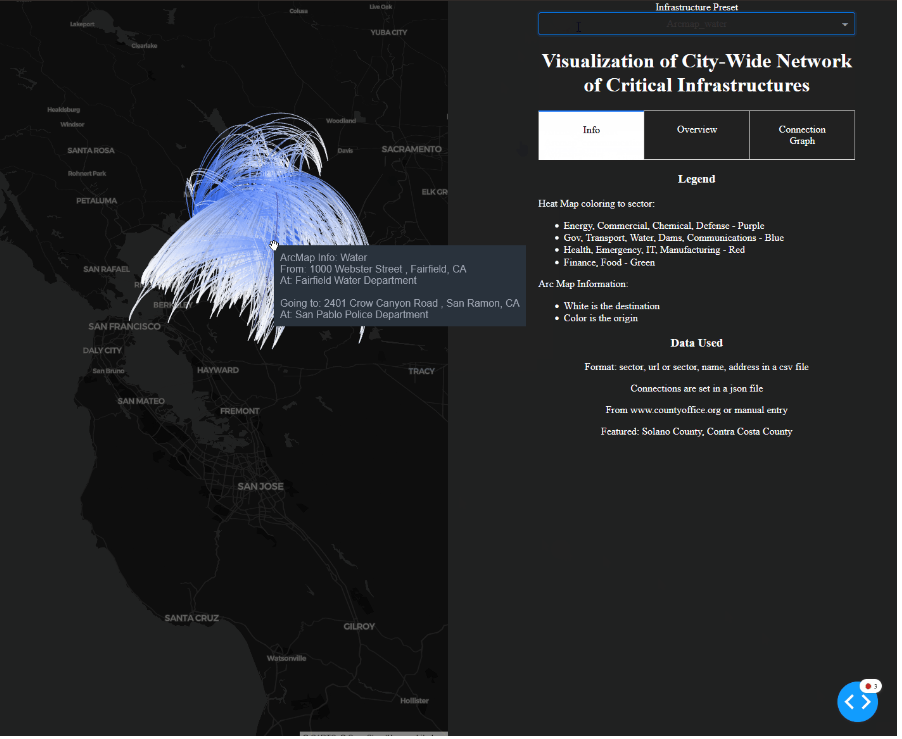 Infrastructure Preset
Arcmap_water
Visualization of City-Wide Network
of Critical Infrastructures
Info
Overview
Connection
Graph
Legend
Heat Map coloring to sector:
Energy, Commercial, Chemical, Defense - Purple
Gov, Transport, Water, Dams, Communications - Blue
Health, Emergency, IT, Manufacturing - Red
Finance, Food - Green
Arc Map Information:
White is the destination
Color is the origin
Data Used
Format: sector, url or sector, name, address in a csv file
Connections are set in a json file
From www.countyoffice.org or manual entry
Featured: Solano County, Contra Costa County
3
Colusa
Live Oak
Lakeport
YUBA CITY
Clearlake
Healdsburg
Windsor
Woodland
SANTA ROSA
Davis
SACRAMENTO
Rohnert Park
ELK GR
PETALUMA
ArcMap Info: Water
From: 1000 Webster Street , Fairfield, CA
At: Fairfield Water Department
Going to: 2401 Crow Canyon Road , San Ramon, CA
At: San Pablo Police Department
SAN RAFAEL
SAN FRANCISCO
DALY CITY
San Bruno
HAYWARD
TRACY
SAN MATEO
FREMONT
SAN JOSE
SANTA CRUZ
GILROY
Watsonville
Hollister